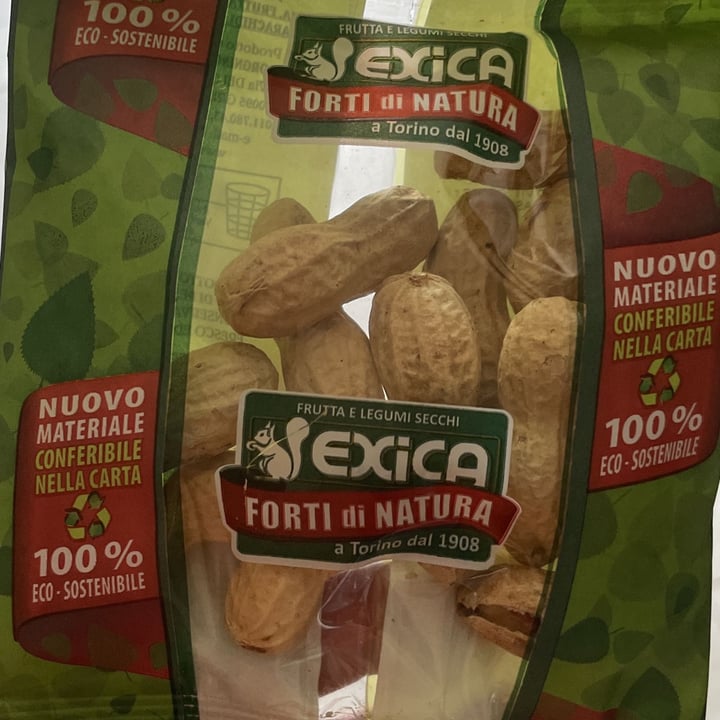 100 %
ECO - SOSTENIBILE
FRUTTA E LEGUMI SECCHI
EXICA
FORTI di NATURA
a Torino dal 1908
NUOVO
MATERIALE
CONFERIBILE
NELLA CARTA
100 %
ECO - SOSTENIBILE
NUOVO
MATERIALE
CONFERIBILE
NELLA CARTA
100 %
ECO - SOSTENIBILE
FRUTTA E LEGUMI SECCHI
EXICA
FORTI di NATURA
a Torino dal 1908